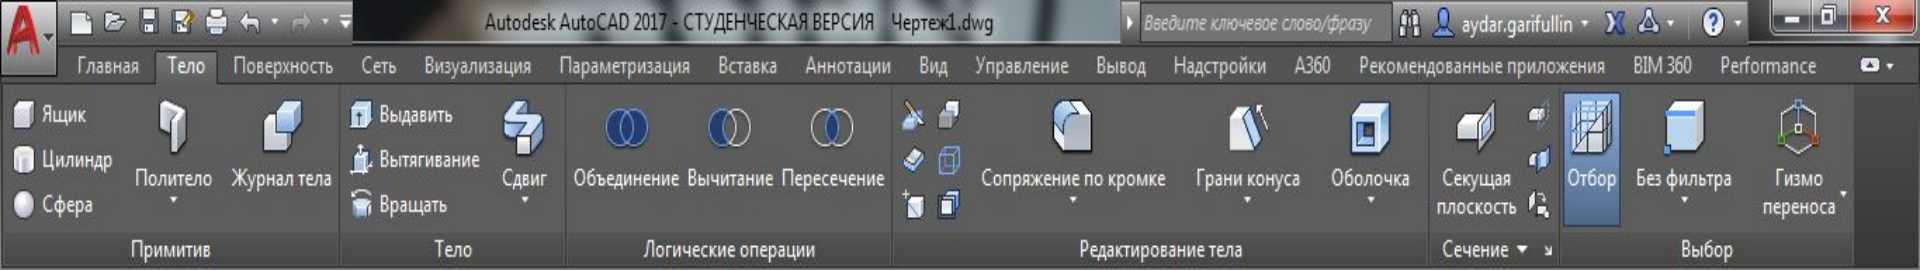 Autodesk AutoCAD 2017 - СТУДЕНЧЕСКАЯ ВЕРСИЯ Чертеж1.dwg Введите ключевое слово/фразу aydar.garifullin
Главная Тело Поверхность Сеть Визуализация Параметризация Вставка Аннотации Вид Управление Вывод Надстройки A360 Рекомендованные приложения BIM 360 Performance
Ящик
Цилиндр
Сфера
Политело
Журнал тела
Примитив
Выдавить
Вытягивание
Вращать
Сдвиг
Тело
Объединение Вычитание Пересечение
Логические операции
Сопряжение по кромке
Грани конуса
Оболочка
Редактирование тела
Секущая
плоскость
Сечение
Отбор
Без фильтра
Гизмо
переноса
Выбор